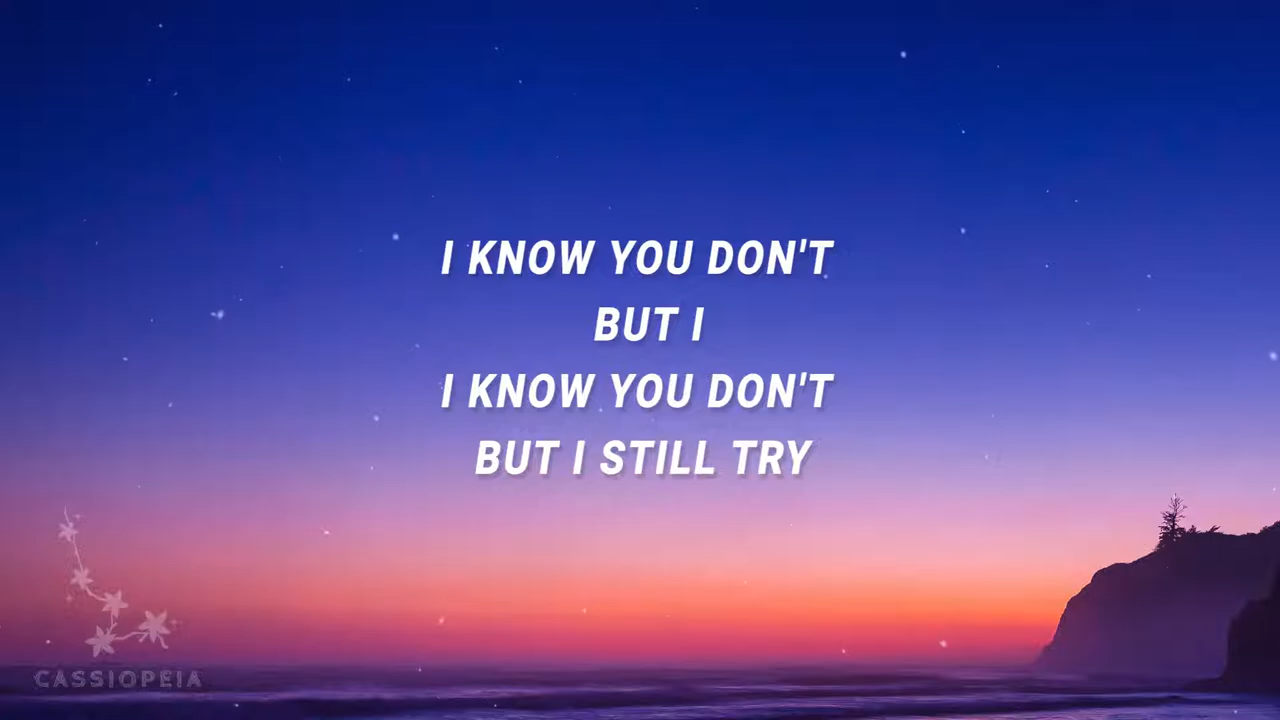 I KNOW YOU DON'T
BUT I
I KNOW YOU DON'T
BUT I STILL TRY
CASSIOPEIA